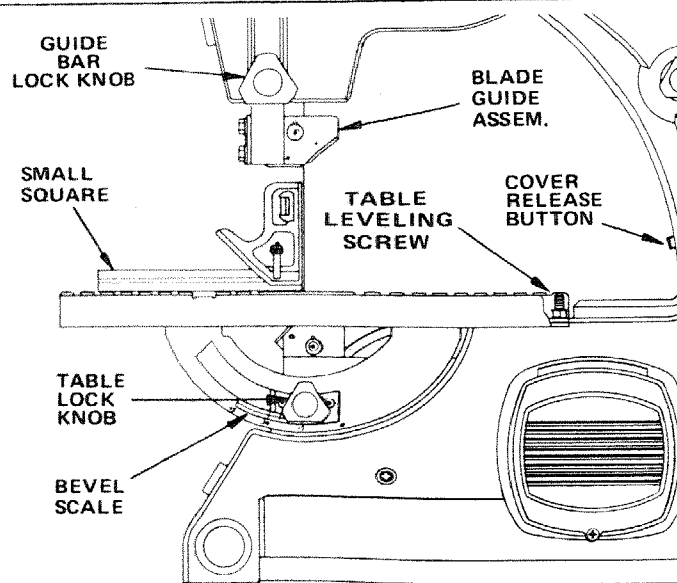 GUIDE
BAR
LOCK KNOB
BLADE
GUIDE
ASSEM.
SMALL
SQUARE
TABLE
LEVELING
SCREW
COVER
RELEASE
BUTTON
TABLE
LOCK
KNOB
BEVEL
SCALE